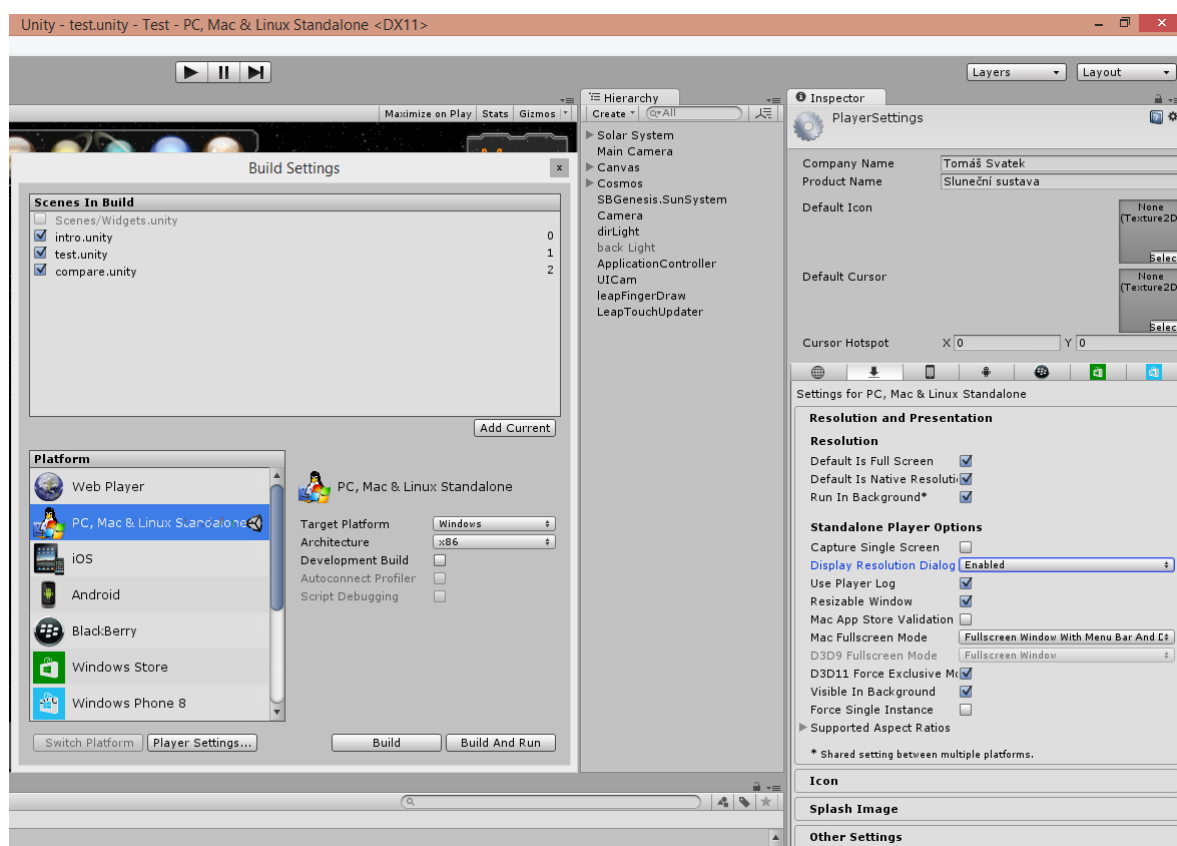 Unity - test.unity - Test - PC, Mac & Linux Standalone <DX11>
Layers
Layout
Maximize on Play Stats Gizmos
Build Settings
Scenes In Build
Scenes/Widgets.unity
intro.unity 0
test.unity 1
compare.unity 2
Add Current
Platform
Web Player
PC, Mac & Linux Standalone
iOS
Android
BlackBerry
Windows Store
Windows Phone 8
PC, Mac & Linux Standalone
Target Platform Windows
Architecture x86
Development Build
Autoconnect Profiler
Script Debugging
Switch Platform Player Settings... Build Build And Run
Hierarchy
Create All
Solar System
Main Camera
Canvas
Cosmos
SBGenesis.SunSystem
Camera
dirLight
back Light
ApplicationController
UICam
leapFingerDraw
LeapTouchUpdater
Inspector
PlayerSettings
Company Name Tomáš Svatek
Product Name Sluneční sustava
Default Icon
None
(Texture2D
Selec
Default Cursor
None
(Texture2D
Selec
Cursor Hotspot X 0 Y 0
Settings for PC, Mac & Linux Standalone
Resolution and Presentation
Resolution
Default Is Full Screen
Default Is Native Resoluti
Run In Background*
Standalone Player Options
Capture Single Screen
Display Resolution Dialog Enabled
Use Player Log
Resizable Window
Mac App Store Validation
Mac Fullscreen Mode Fullscreen Window With Menu Bar And
D3D9 Fullscreen Mode Fullscreen Window
D3D11 Force Exclusive
Visible In Background
Force Single Instance
Supported Aspect Ratios
* Shared setting between multiple platforms.
Icon
Splash Image
Other Settings